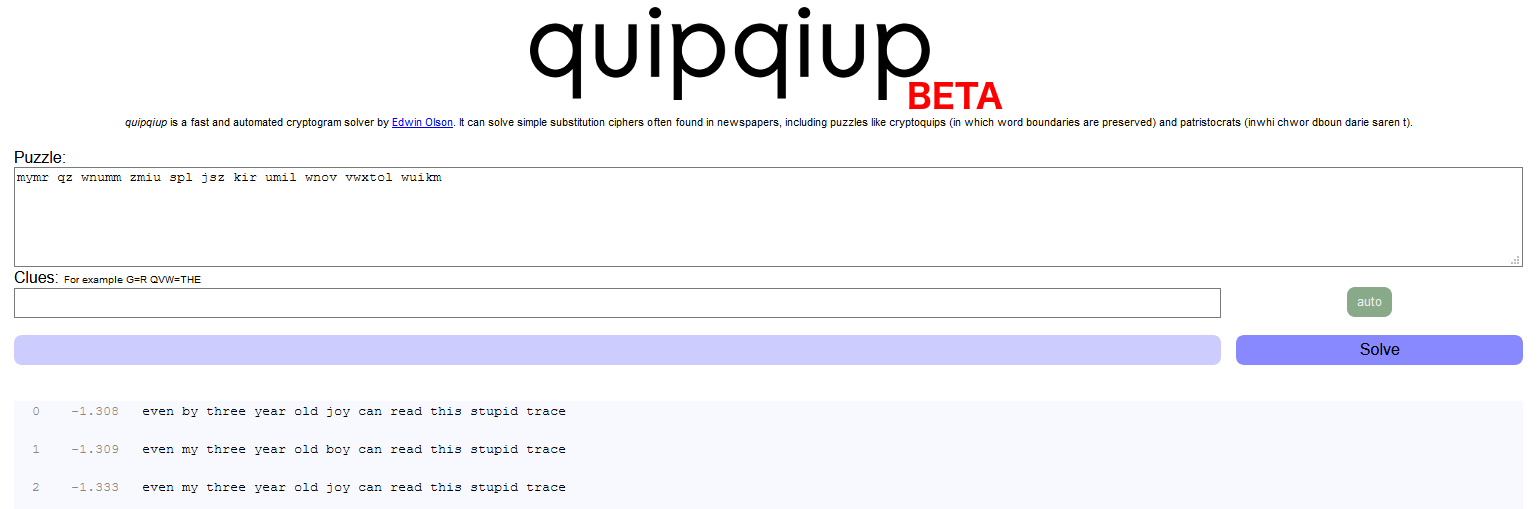 quipqiup
BETA
quipqiup is a fast and automated cryptogram solver by Edwin Olson. It can solve simple substitution ciphers often found in newspapers, including puzzles like cryptoquips (in which word boundaries are preserved) and patristocrats (inwhi chwor dboun darie saren t).
Puzzle:
mymr qz wnumm zmiu spl jsz kir umil wnov vwxtol wuikm
Clues: For example G=R QVW=THE
auto
Solve
0 -1.308 even by three year old joy can read this stupid trace
1 -1.309 even my three year old boy can read this stupid trace
2 -1.333 even my three year old joy can read this stupid trace